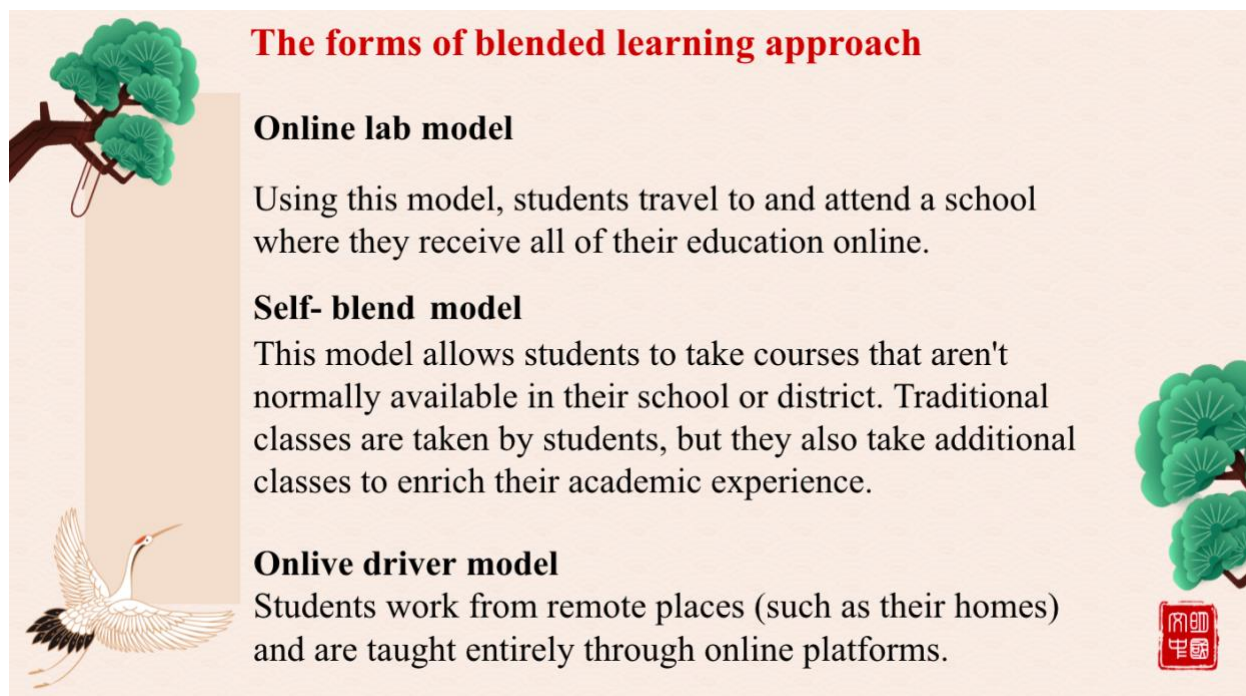 The forms of blended learning approach
Online lab model
Using this model, students travel to and attend a school
where they receive all of their education online.
Self- blend model
This model allows students to take courses that aren't
normally available in their school or district. Traditional
classes are taken by students, but they also take additional
classes to enrich their academic experience.
Onlive driver model
Students work from remote places (such as their homes)
and are taught entirely through online platforms.
文明
中國